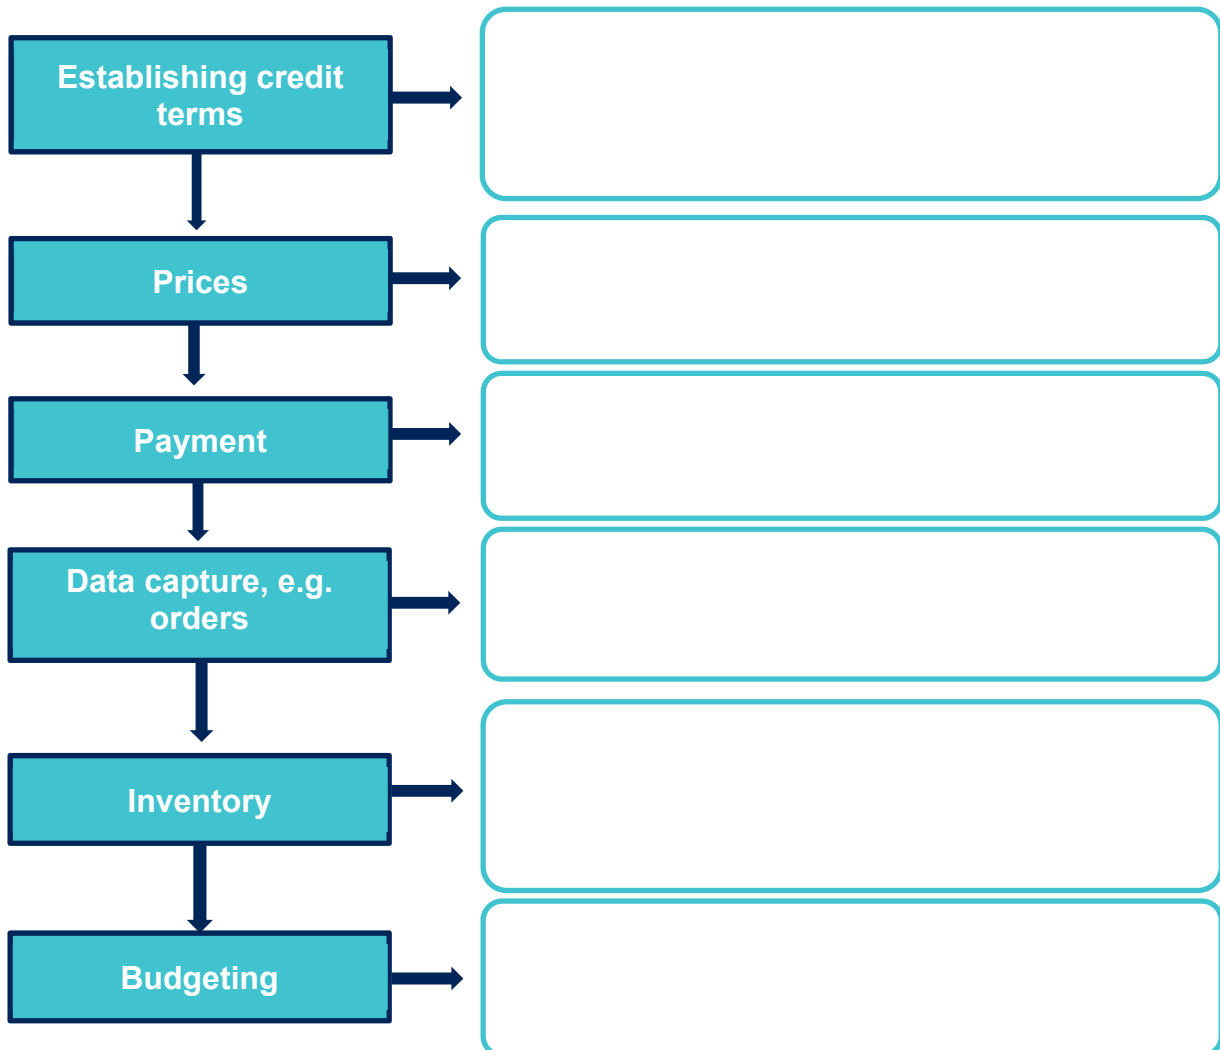 Establishing credit
terms
Prices
Payment
Data capture, e.g.
orders
Inventory
Budgeting